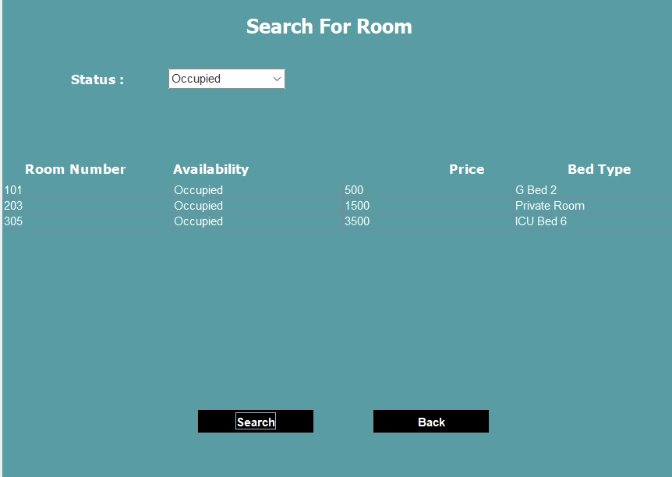 Search For Room
Status : Occupied
Room Number Availability Price Bed Type
101 Occupied 500 G Bed 2
203 Occupied 1500 Private Room
305 Occupied 3500 ICU Bed 6
Search Back